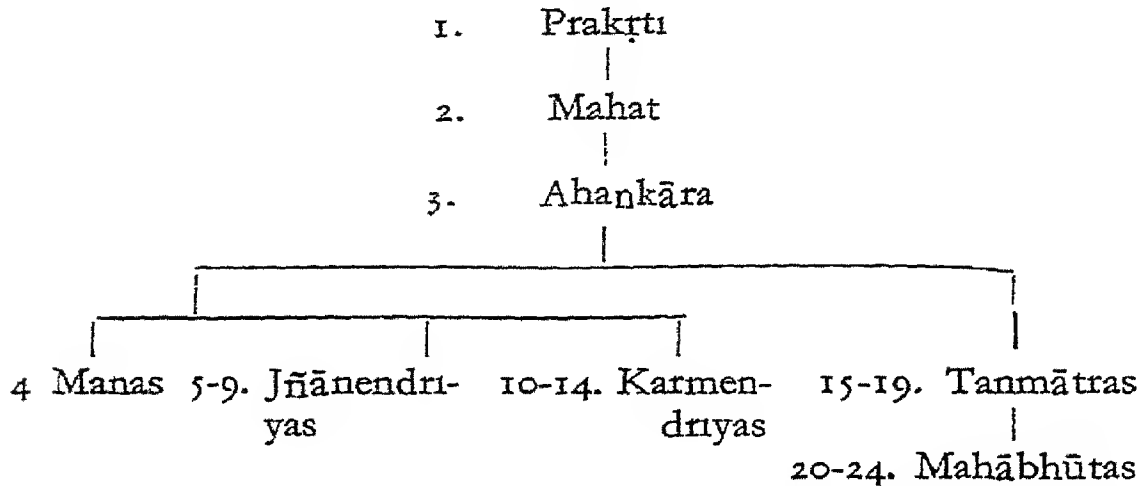 1. Prakṛti
2. Mahat
3. Ahankāra
4 Manas 5-9. Jñānendri- 10-14. Karmen- 15-19. Tanmātras
yas driyas
20-24. Mahābhūtas